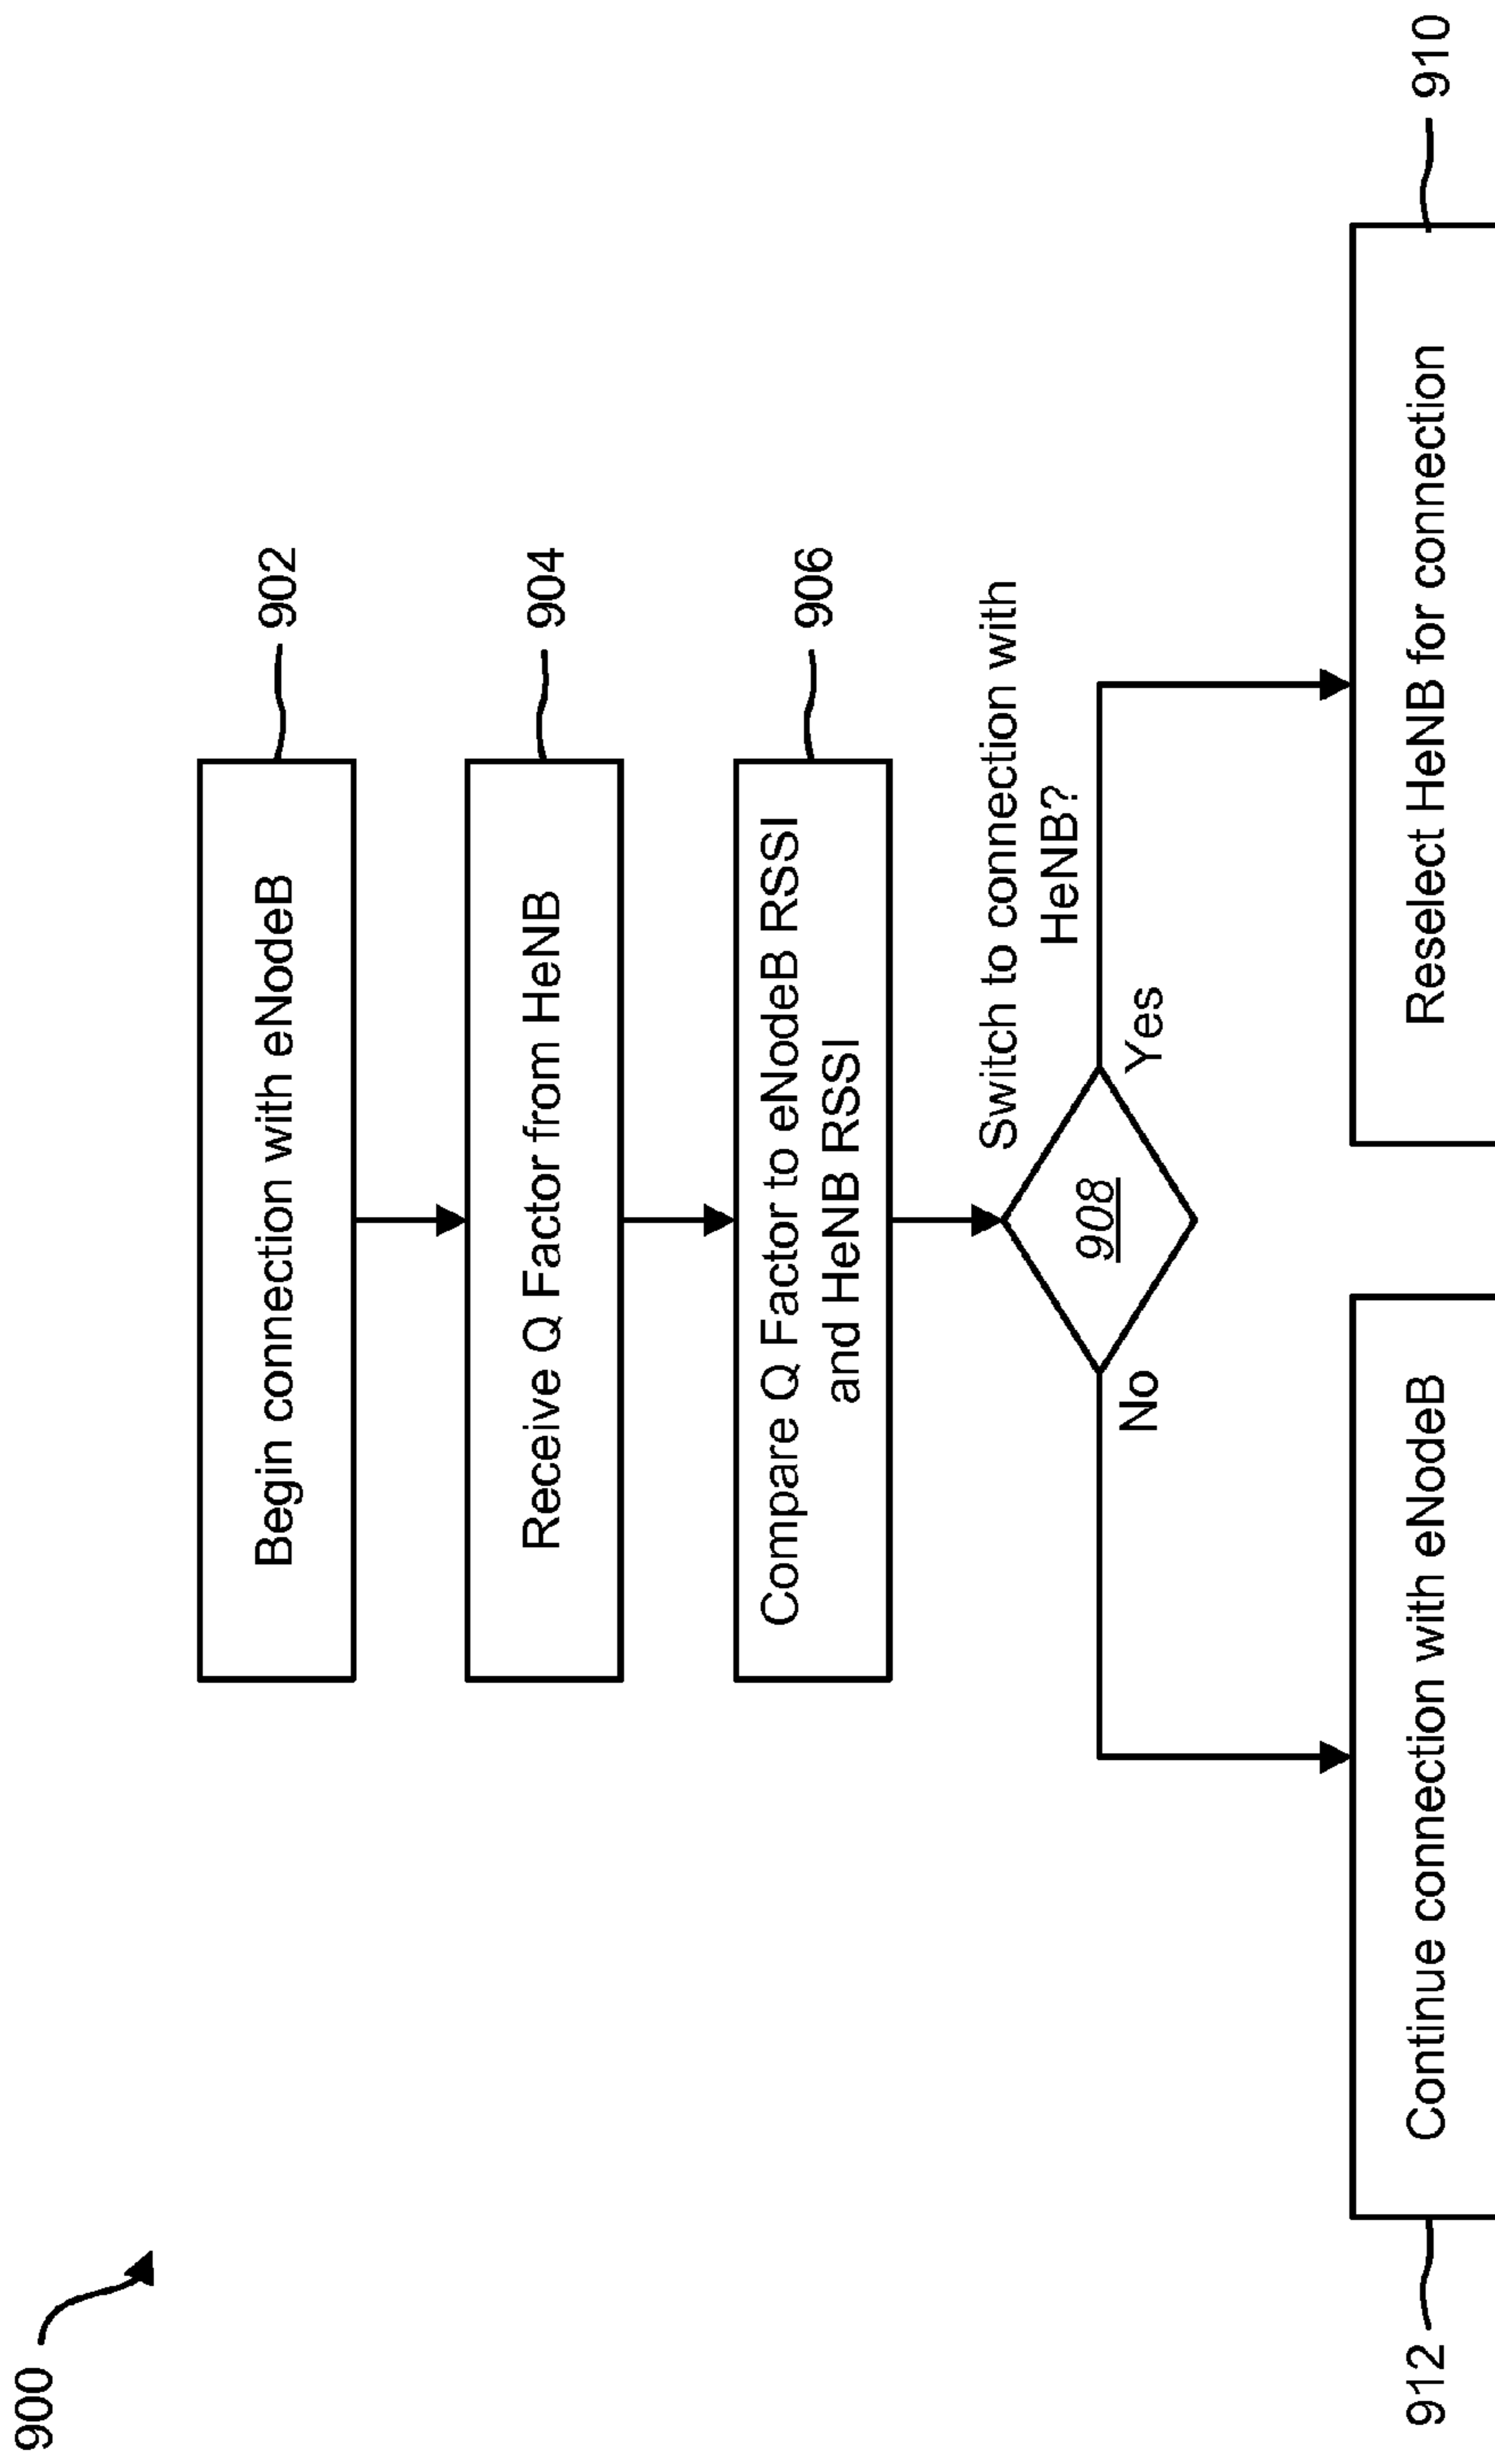 900
Begin connection with eNodeB
902
Receive Q Factor from HeNB
904
Compare Q Factor to eNodeB RSSI
and HeNB RSSI
906
Switch to connection with
HeNB?
908
No
Yes
912
Continue connection with eNodeB
Reselect HeNB for connection
910